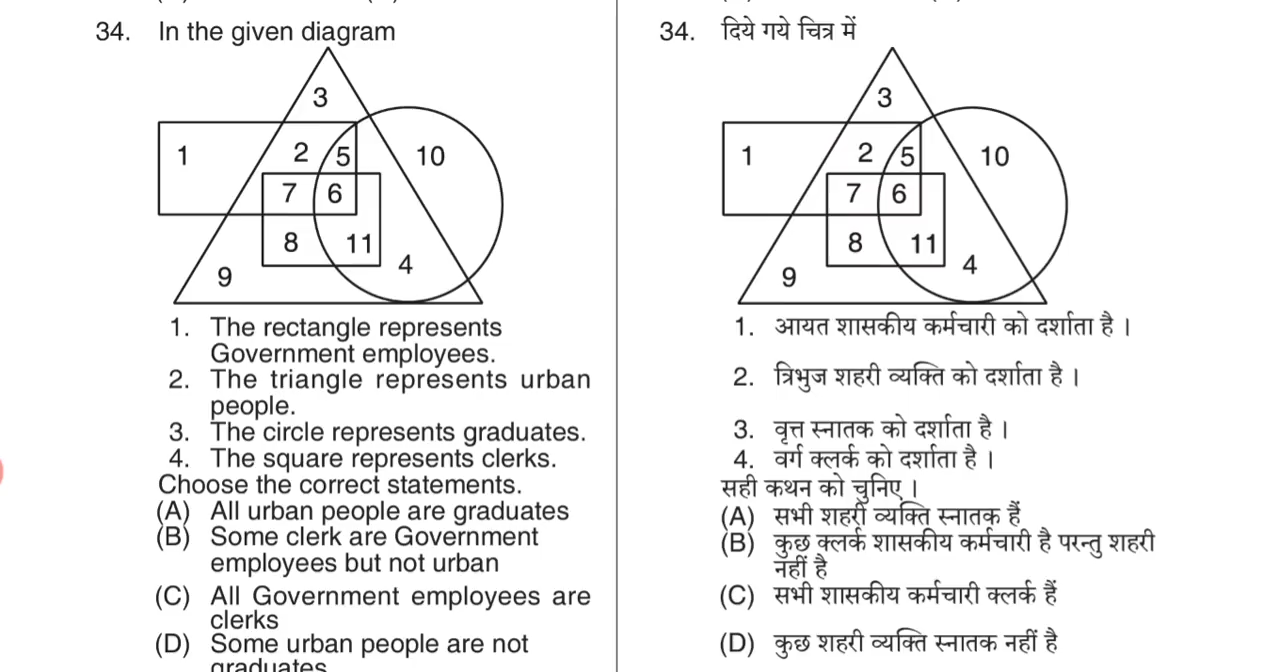 34. In the given diagram
3
1 2 5 10
7 6
8 11
9 4
1. The rectangle represents
Government employees.
2. The triangle represents urban
people.
3. The circle represents graduates.
4. The square represents clerks.
Choose the correct statements.
(A) All urban people are graduates
(B) Some clerk are Government
employees but not urban
(C) All Government employees are
clerks
(D) Some urban people are not
graduates
34. दिये गये चित्र में
3
1 2 5 10
7 6
8 11
9 4
1. आयत शासकीय कर्मचारी को दर्शाता है ।
2. त्रिभुज शहरी व्यक्ति को दर्शाता है ।
3. वृत्त स्नातक को दर्शाता है ।
4. वर्ग क्लर्क को दर्शाता है ।
सही कथन को चुनिए ।
(A) सभी शहरी व्यक्ति स्नातक हैं
(B) कुछ क्लर्क शासकीय कर्मचारी है परन्तु शहरी
नहीं है
(C) सभी शासकीय कर्मचारी क्लर्क हैं
(D) कुछ शहरी व्यक्ति स्नातक नहीं है